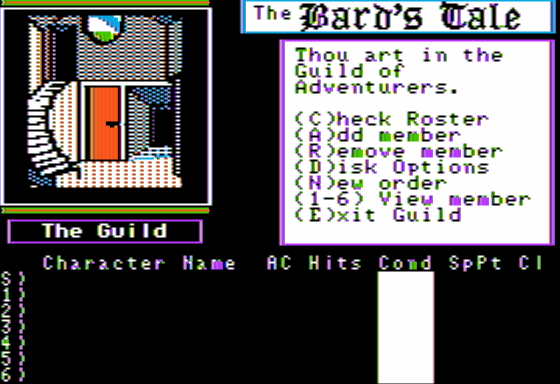 The Bard's Tale
Thou art in the
Guild of
Adventurers.
(C)heck Roster
(A)dd member
(R)emove member
(D)isk Options
(N)ew order
(1-6) View member
(E)xit Guild
The Guild
Character Name AC Hits Cond SpPt Cl
S)
1)
2)
3)
4)
5)
6)